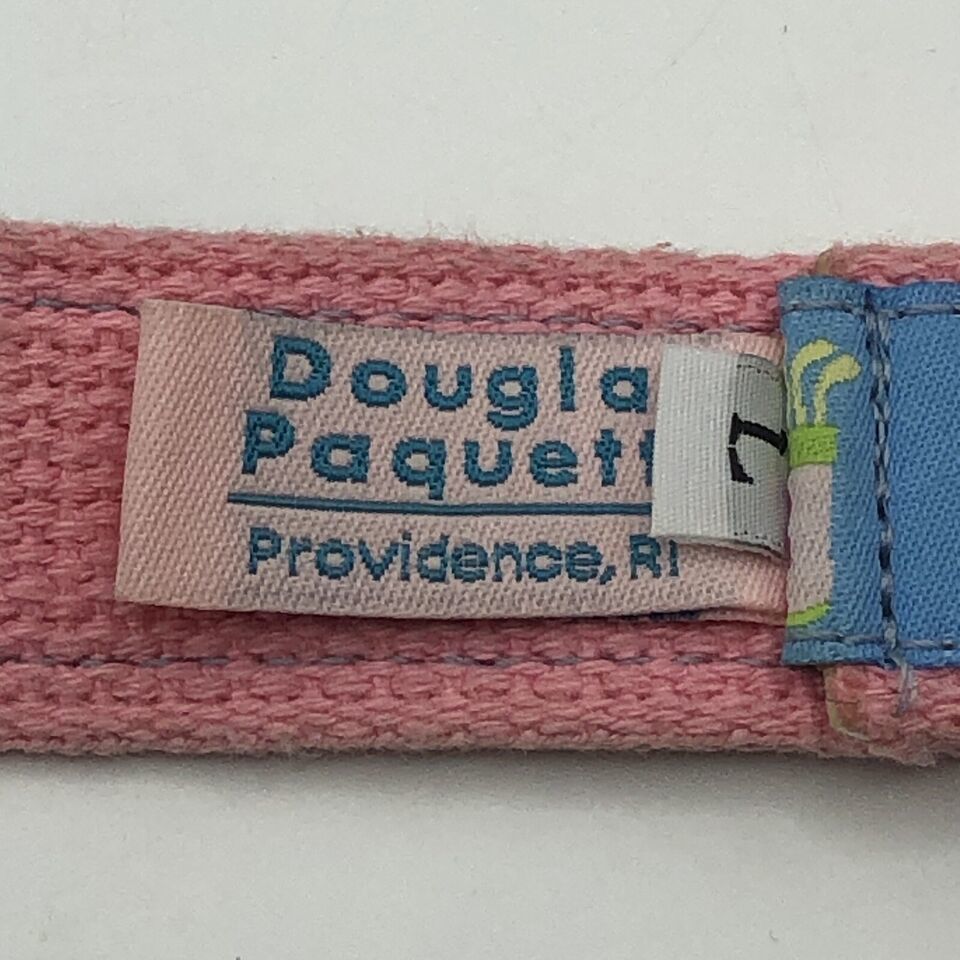 Dougla
Paquett
Providence, RI
L